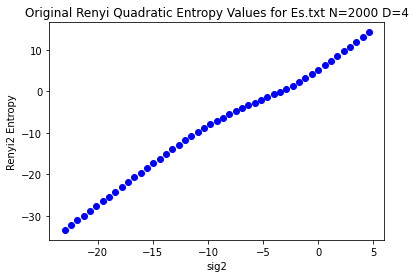 Original Renyi Quadratic Entropy Values for Es.txt N=2000 D=4
10
0
−10
−20
−30
Renyi2 Entropy
−20 −15 −10 −5 0 5
sig2